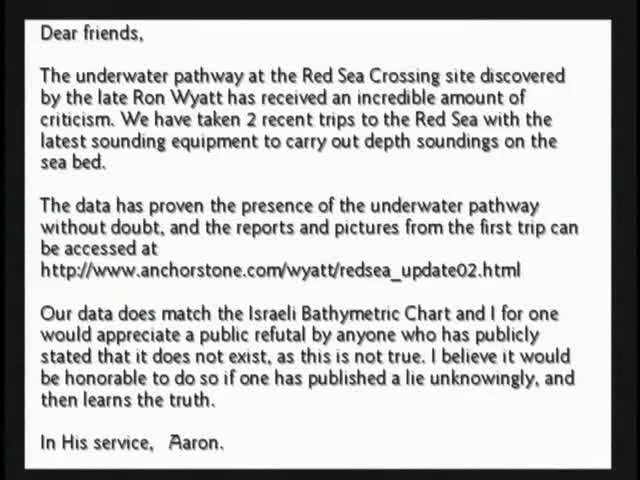 Dear friends,
The underwater pathway at the Red Sea Crossing site discovered
by the late Ron Wyatt has received an incredible amount of
criticism. We have taken 2 recent trips to the Red Sea with the
latest sounding equipment to carry out depth soundings on the
sea bed.
The data has proven the presence of the underwater pathway
without doubt, and the reports and pictures from the first trip can
be accessed at
http://www.anchorstone.com/wyatt/redsea_update02.html
Our data does match the Israeli Bathymetric Chart and I for one
would appreciate a public refutal by anyone who has publicly
stated that it does not exist, as this is not true. I believe it would
be honorable to do so if one has published a lie unknowingly, and
then learns the truth.
In His service, Aaron.